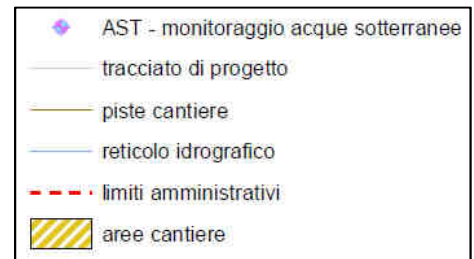 AST - monitoraggio acque sotterranee
tracciato di progetto
piste cantiere
reticolo idrografico
limiti amministrativi
aree cantiere